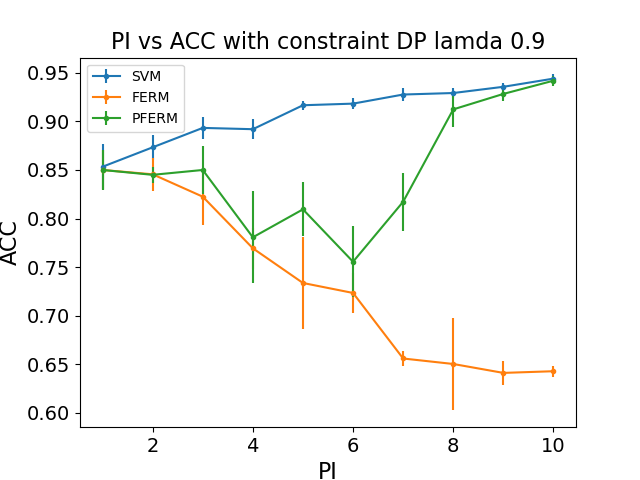 PI vs ACC with constraint DP lamda 0.9
SVM
FERM
PFERM
0.95
0.90
0.85
0.80
0.75
0.70
0.65
0.60
ACC
2 4 6 8 10
PI